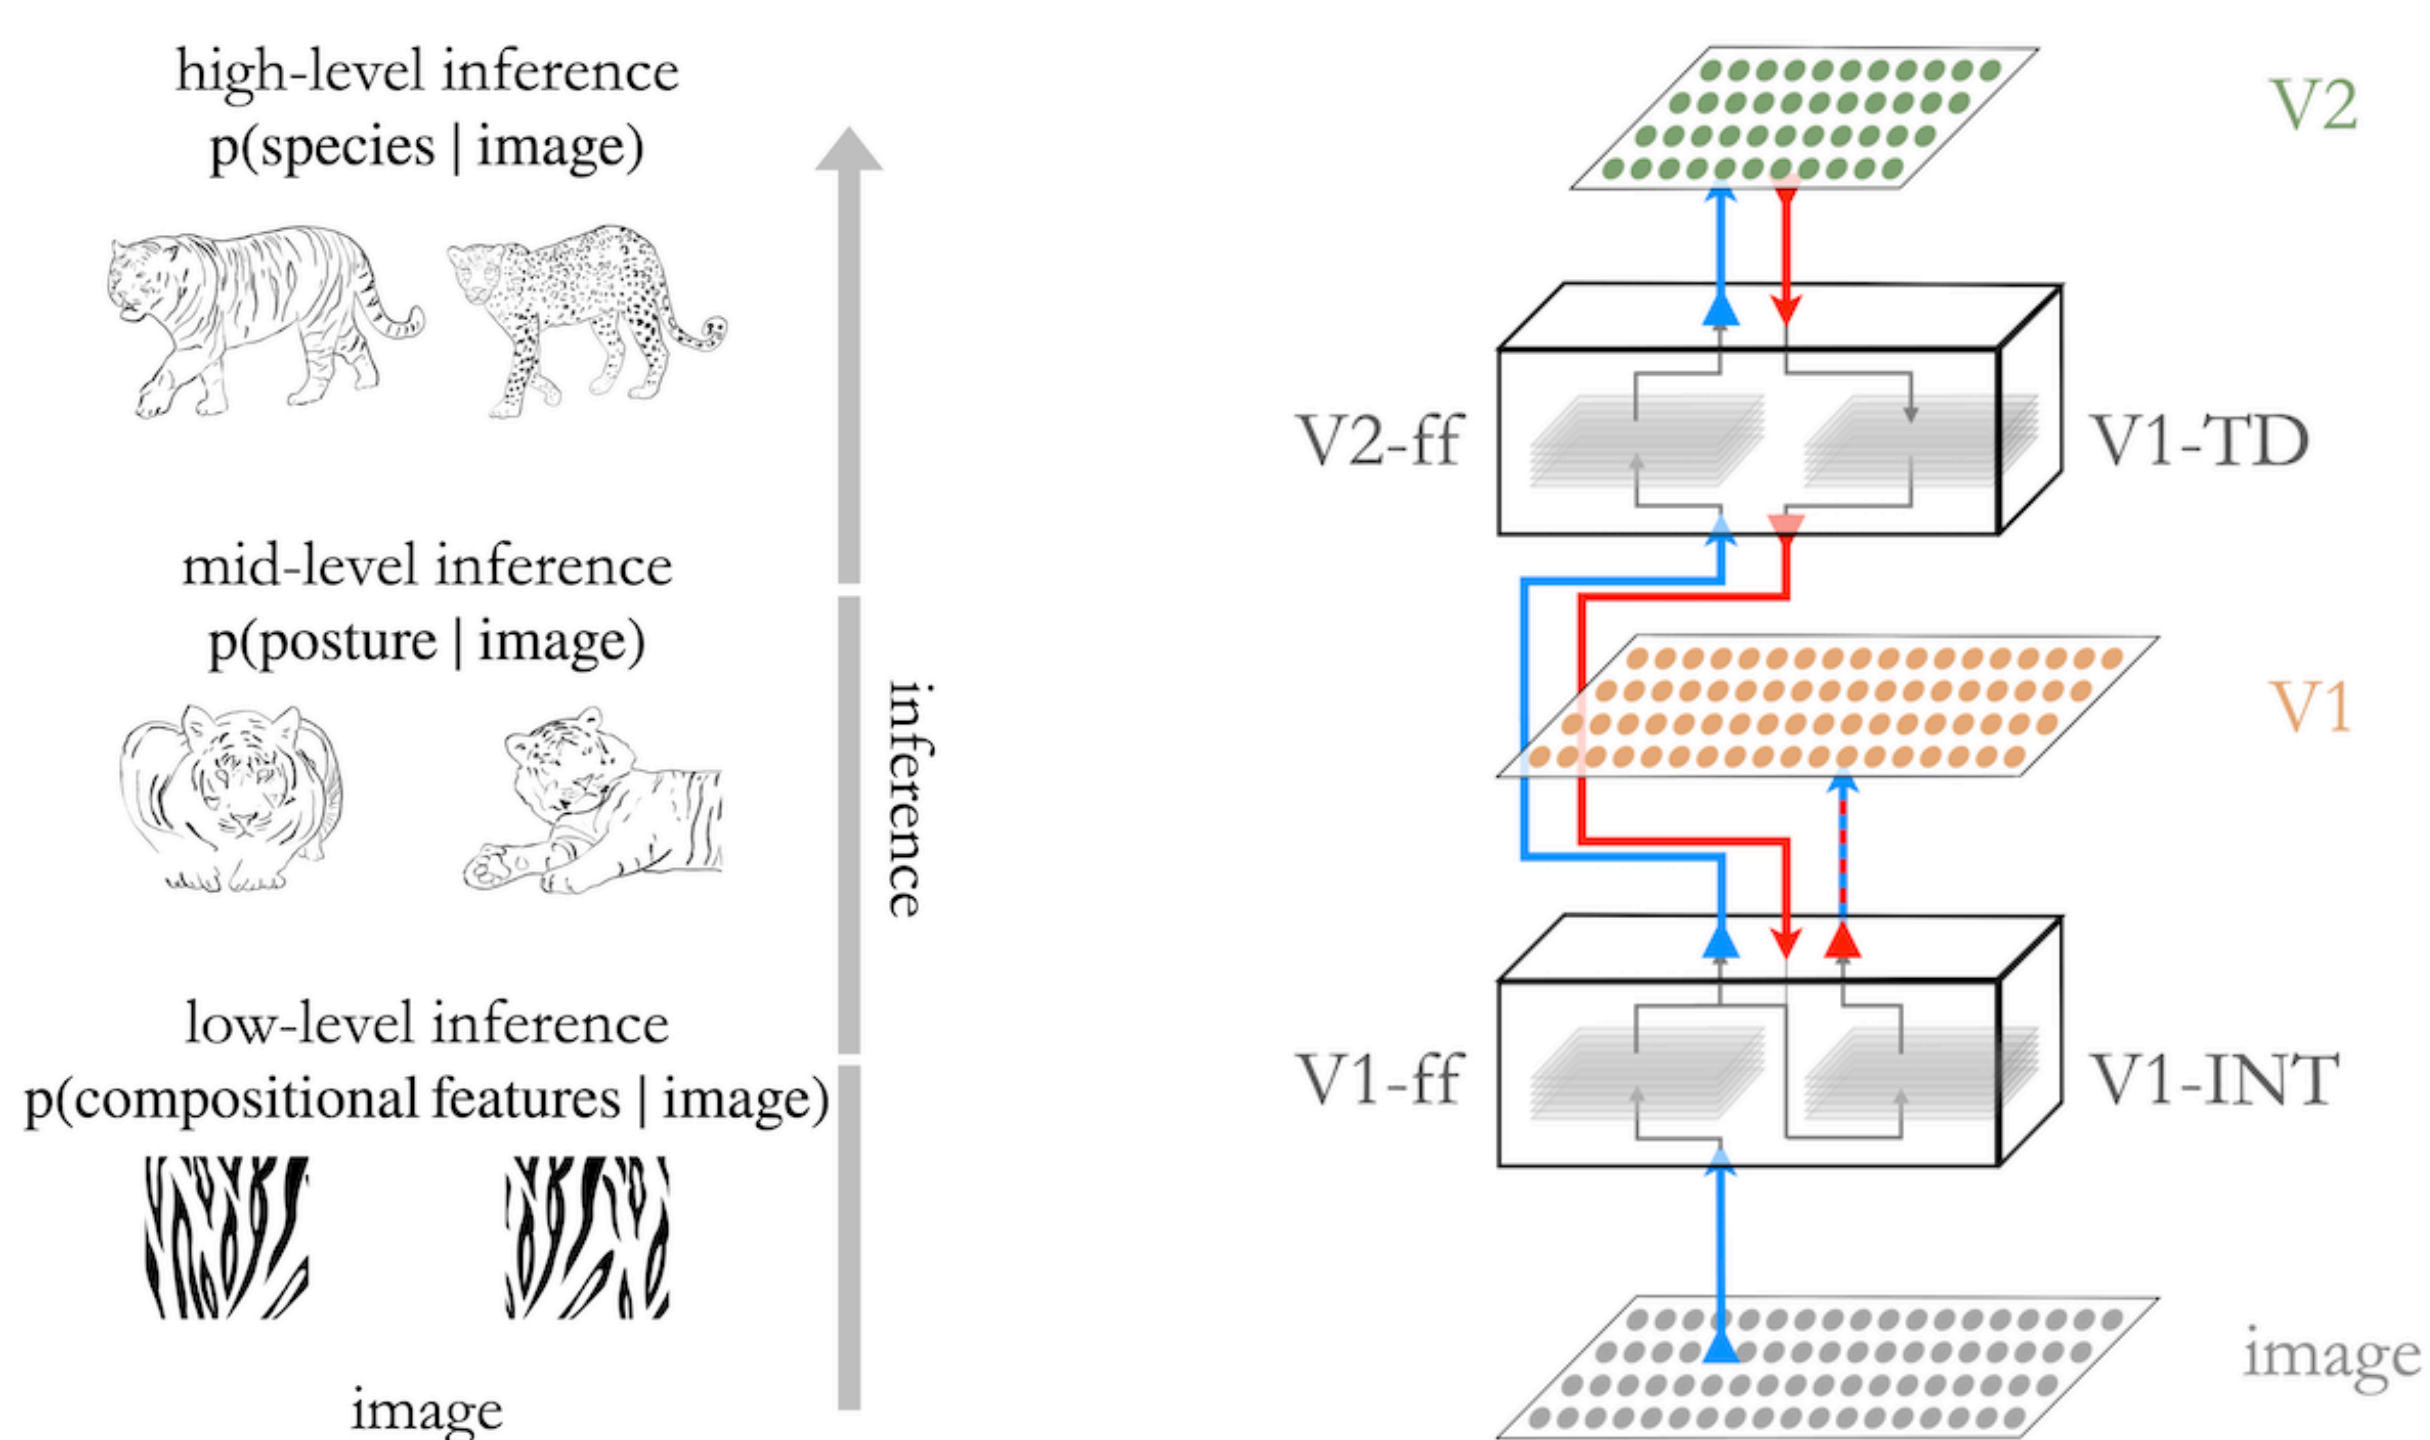 high-level inference
p(species | image)
mid-level inference
p(posture | image)
low-level inference
p(compositional features | image)
image
inference
V2
V2-ff
V1-TD
V1
V1-ff
V1-INT
image